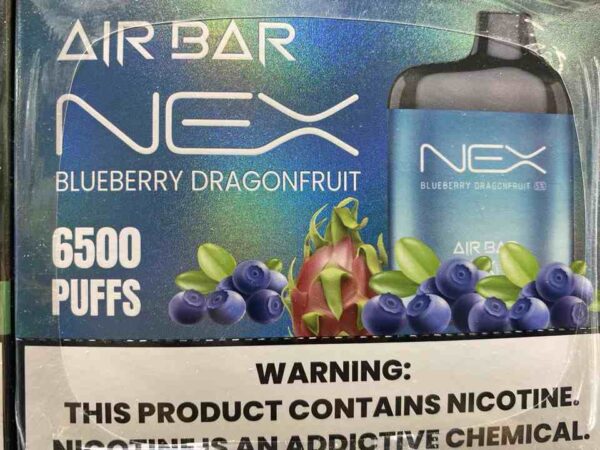 AIR BAR
NEX
BLUEBERRY DRAGONFRUIT
6500
PUFFS
NEX
BLUEBERRY DRAGONFRUIT 5%
AIR BAR
WARNING:
THIS PRODUCT CONTAINS NICOTINE.
NICOTINE IS AN ADDICTIVE CHEMICAL.